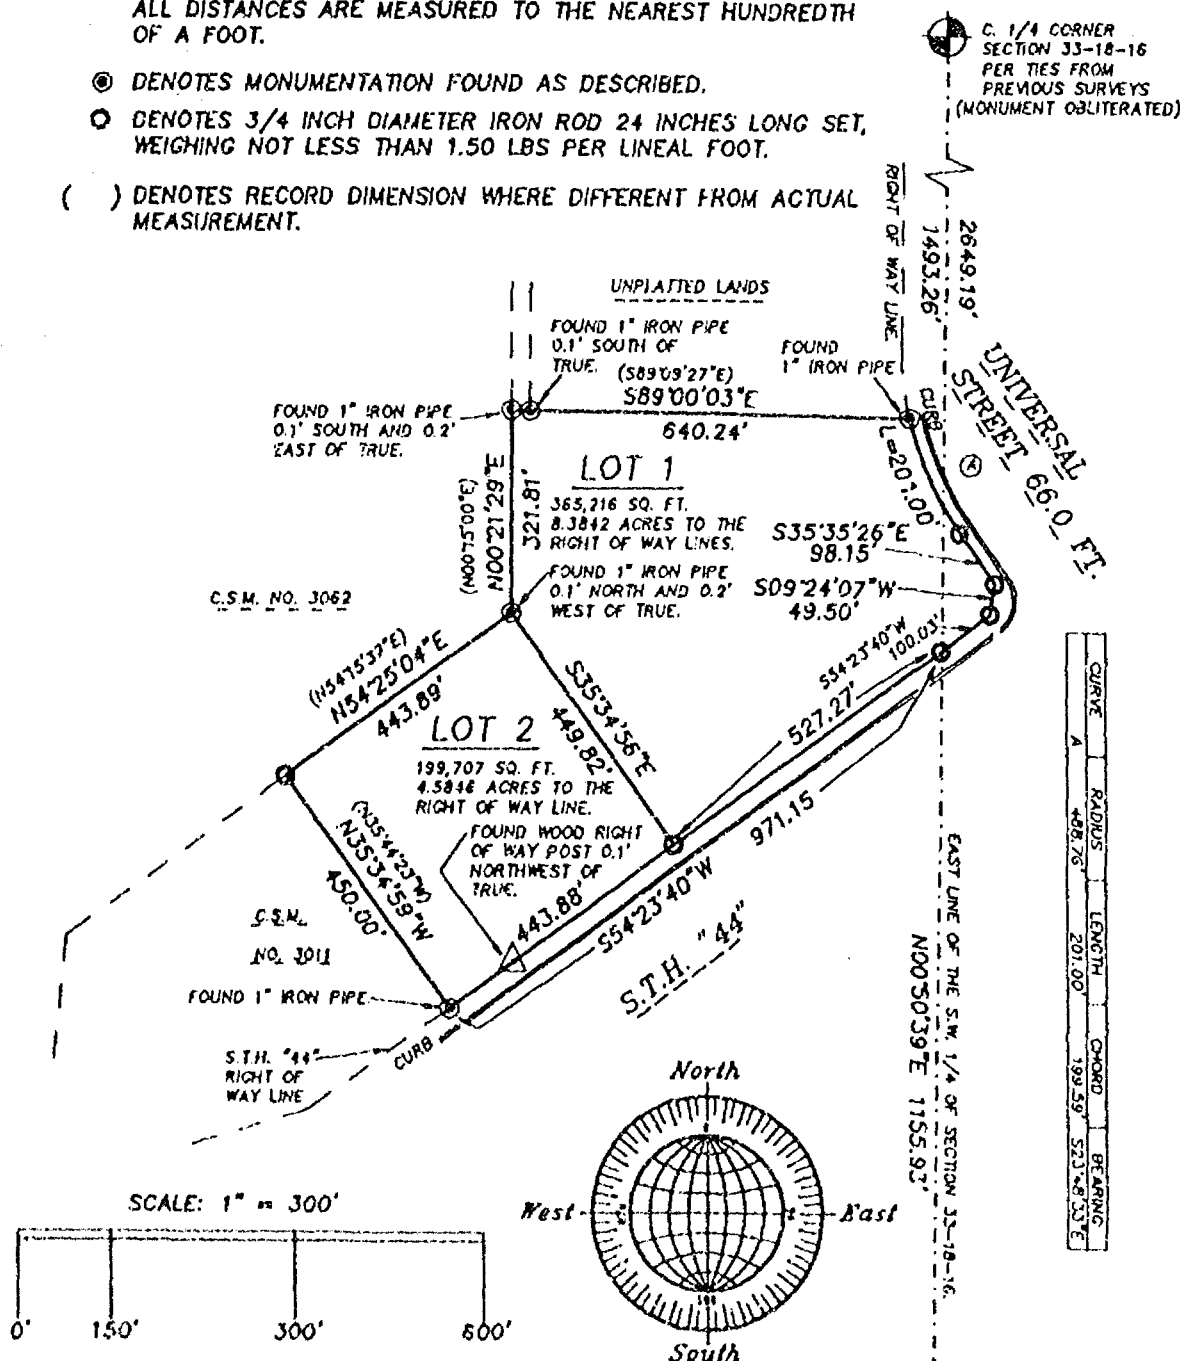 ALL DISTANCES ARE MEASURED TO THE NEAREST HUNDREDTH
OF A FOOT.
DENOTES MONUMENTATION FOUND AS DESCRIBED.
DENOTES 3/4 INCH DIAMETER IRON ROD 24 INCHES LONG SET,
WEIGHING NOT LESS THAN 1.50 LBS PER LINEAL FOOT.
( ) DENOTES RECORD DIMENSION WHERE DIFFERENT FROM ACTUAL
MEASUREMENT.
C. 1/4 CORNER
SECTION 33-18-16
PER TIES FROM
PREVIOUS SURVEYS
(MONUMENT OBLITERATED)
RIGHT OF WAY LINE
2649.19'
1493.26'
UNIVERSAL
STREET 66.0 FT.
UNPLATTED LANDS
FOUND 1" IRON PIPE
0.1' SOUTH OF
TRUE.
FOUND
1" IRON PIPE
(S89°09'27"E)
S89°00'03"E
640.24'
FOUND 1" IRON PIPE
0.1' SOUTH AND 0.2'
EAST OF TRUE.
CURB
L=201.00'
A
LOT 1
365,216 SQ. FT.
8.3842 ACRES TO THE
RIGHT OF WAY LINES.
N00°21'29"E
321.81'
S35°35'26"E
98.15'
S09°24'07"W
49.50'
FOUND 1" IRON PIPE
0.1' NORTH AND 0.2'
WEST OF TRUE.
C.S.M. NO. 3062
S54°23'40"W
100.03'
(N54°15'37"E)
N54°25'04"E
443.89'
S35°34'56"E
449.82'
527.27'
LOT 2
199,707 SQ. FT.
4.5846 ACRES TO THE
RIGHT OF WAY LINE.
FOUND WOOD RIGHT
OF WAY POST 0.1'
NORTHWEST OF
TRUE.
(N35°44'23"W)
N35°34'59"W
450.00'
971.15
S54°23'40"W
443.88'
S.T.H. "44"
C.S.M.
NO. 3011
FOUND 1" IRON PIPE
S.T.H. "44"
RIGHT OF
WAY LINE
CURB
EAST LINE OF THE S.W. 1/4 OF SECTION 33-18-16.
N00°50'39"E 1155.93'
CURVE RADIUS LENGTH CHORD BEARING
A 488.76' 201.00' 199.59'
North
West
East
South
SCALE: 1" = 300'
0' 150' 300' 600'